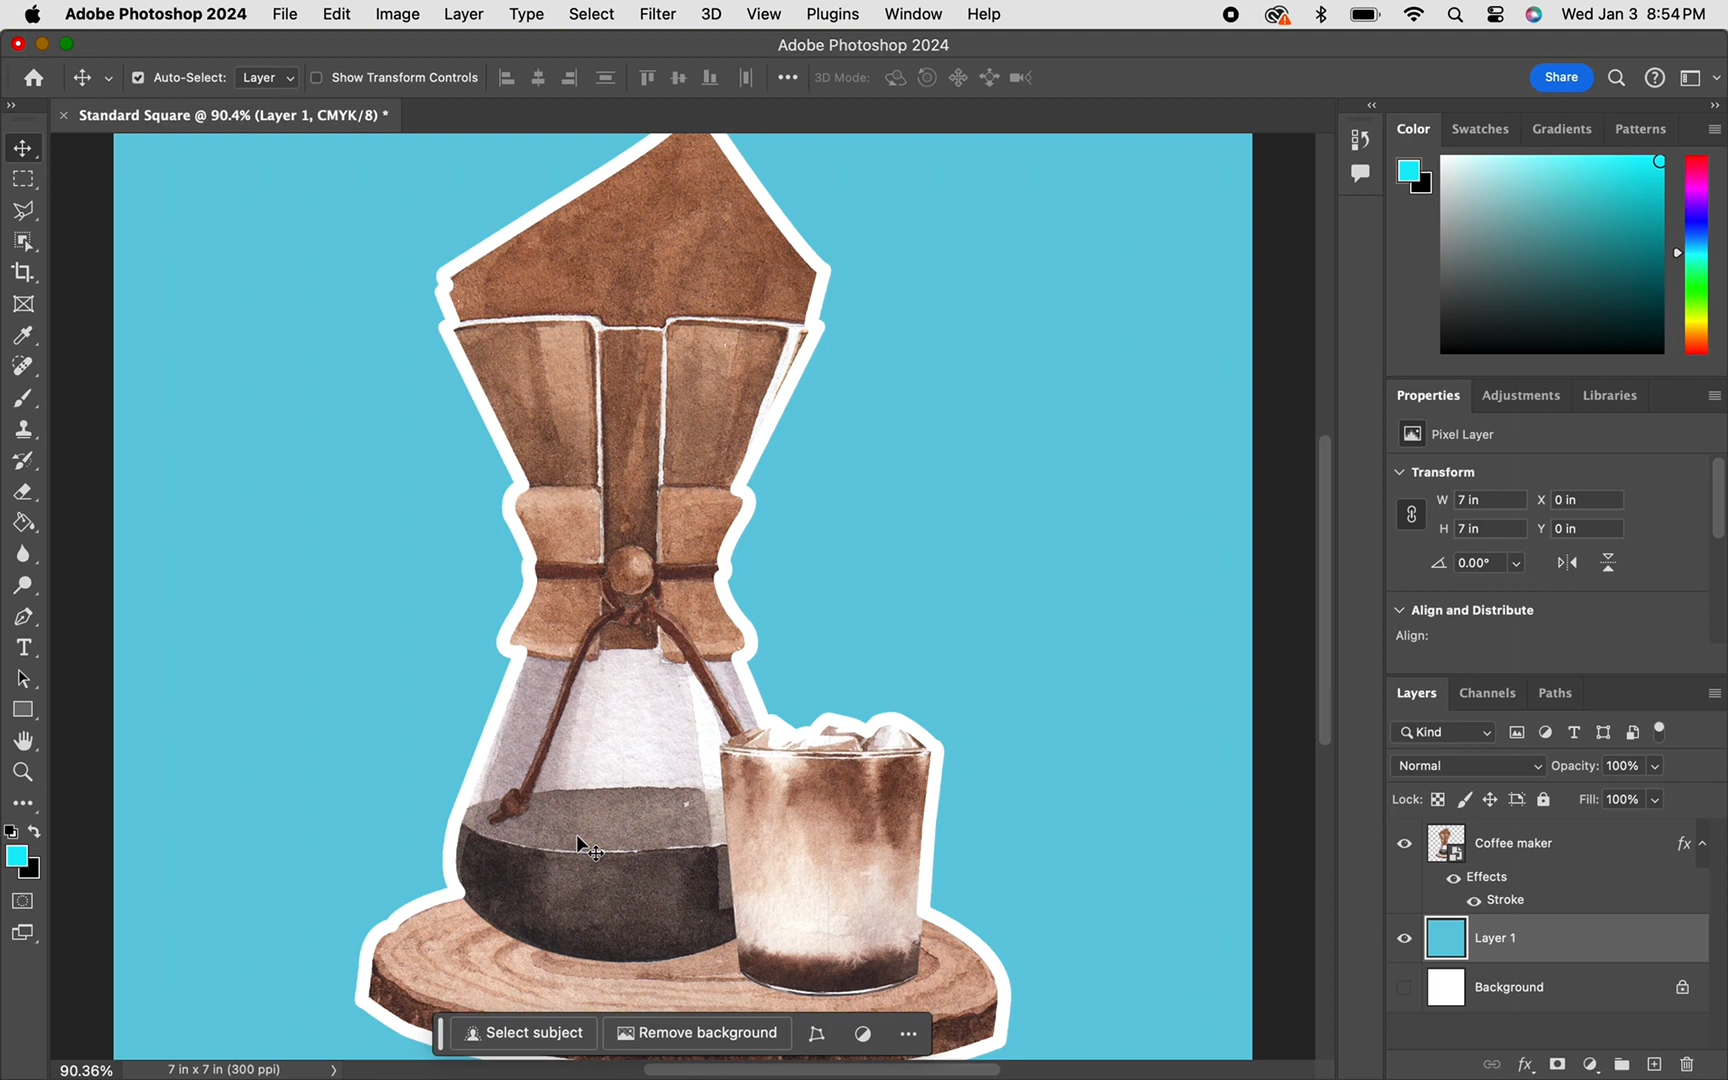 Adobe Photoshop 2024 File Edit Image Layer Type Select Filter 3D View Plugins Window Help Wed Jan 3 8:54 PM
Adobe Photoshop 2024
Auto-Select: Layer Show Transform Controls 3D Mode: Share
Standard Square @ 90.4% (Layer 1, CMYK/8) *
Color Swatches Gradients Patterns
Properties Adjustments Libraries
Pixel Layer
Transform
W 7 in X 0 in
H 7 in Y 0 in
0.00°
Align and Distribute
Align:
Layers Channels Paths
Kind
Normal Opacity: 100%
Lock: Fill: 100%
Coffee maker fx
Effects
Stroke
Layer 1
Background
Select subject Remove background
90.36% 7 in x 7 in (300 ppi)
fx